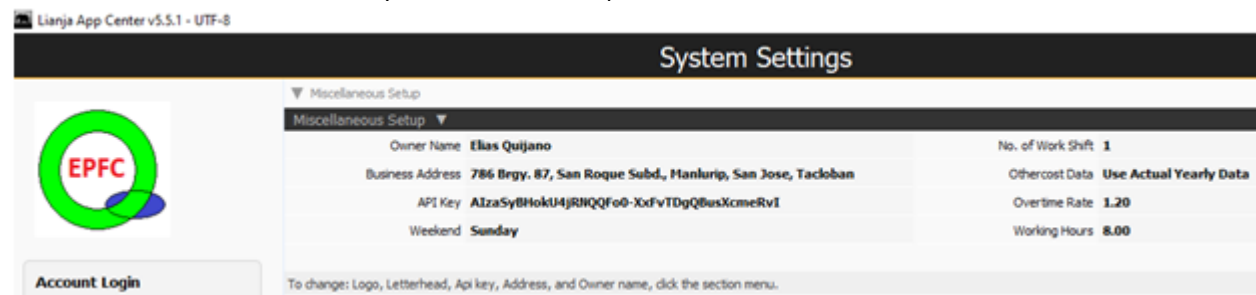 Lianja App Center v5.5.1 - UTF-8
System Settings
Miscellaneous Setup
Miscellaneous Setup
EPFC
Owner Name Elias Quijano
No. of Work Shift 1
Business Address 786 Brgy. 87, San Roque Subd., Manlurip, San Jose, Tacloban
Othercost Data Use Actual Yearly Data
API Key
Overtime Rate 1.20
Weekend Sunday
Working Hours 8.00
Account Login
To change: Logo, Letterhead, Api key, Address, and Owner name, click the section menu.